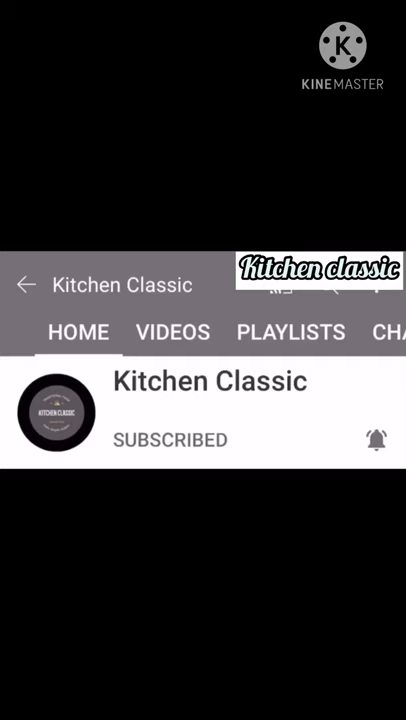 K
KINEMASTER
Kitchen classic
Kitchen Classic
HOME VIDEOS PLAYLISTS CHA
Kitchen Classic
KITCHEN CLASSIC
SUBSCRIBED